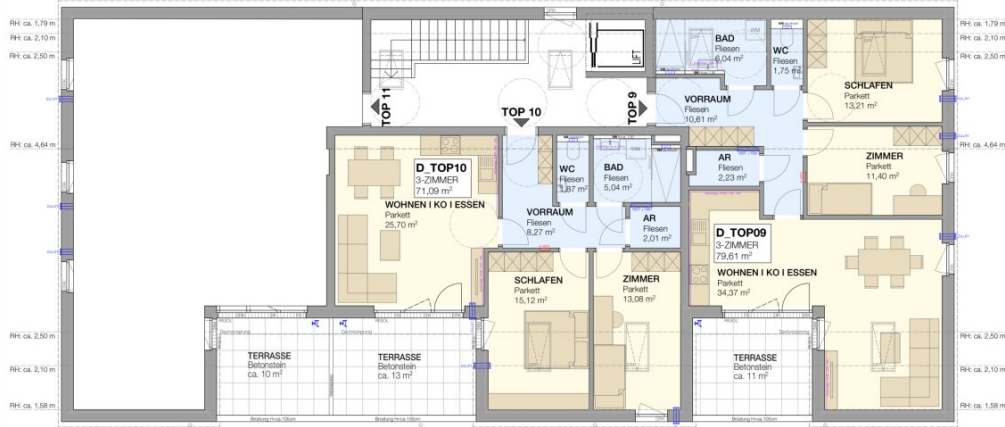 RH: ca. 1,79 m
RH: ca. 2,10 m
RH: ca. 2,50 m
RH: ca. 4,64 m
RH: ca. 2,50 m
RH: ca. 2,10 m
RH: ca. 1,58 m
TOP 11
TOP 10
TOP 9
LIFT
BAD
Fliesen
6,04 m²
WC
Fliesen
1,75 m²
SCHLAFEN
Parkett
13,21 m²
VORRAUM
Fliesen
10,61 m²
AR
Fliesen
2,23 m²
ZIMMER
Parkett
11,40 m²
D_TOP10
3-ZIMMER
71,09 m²
WOHNEN I KO I ESSEN
Parkett
25,70 m²
WC
Fliesen
1,87 m²
BAD
Fliesen
5,04 m²
VORRAUM
Fliesen
8,27 m²
AR
Fliesen
2,01 m²
SCHLAFEN
Parkett
15,12 m²
ZIMMER
Parkett
13,08 m²
D_TOP09
3-ZIMMER
79,61 m²
WOHNEN I KO I ESSEN
Parkett
34,37 m²
TERRASSE
Betonstein
ca. 10 m²
TERRASSE
Betonstein
ca. 13 m²
TERRASSE
Betonstein
ca. 11 m²
RH: ca. 1,79 m
RH: ca. 2,10 m
RH: ca. 2,50 m
RH: ca. 4,64 m
RH: ca. 2,50 m
RH: ca. 2,10 m
RH: ca. 1,58 m